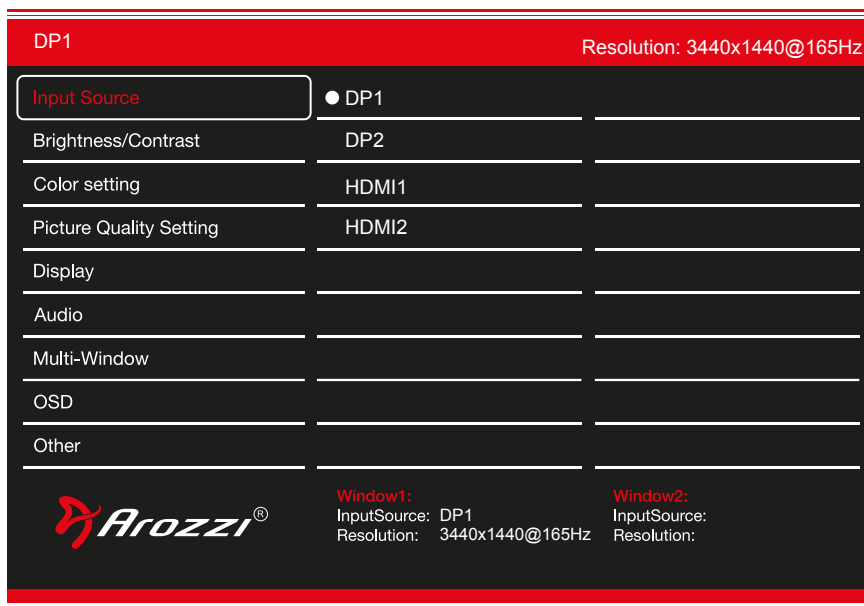 DP1 Resolution: 3440x1440@165Hz
Input Source DP1
Brightness/Contrast DP2
Color setting HDMI1
Picture Quality Setting HDMI2
Display
Audio
Multi-Window
OSD
Other
Arozzi®
Window1:
InputSource: DP1
Resolution: 3440x1440@165Hz
Window2:
InputSource:
Resolution: